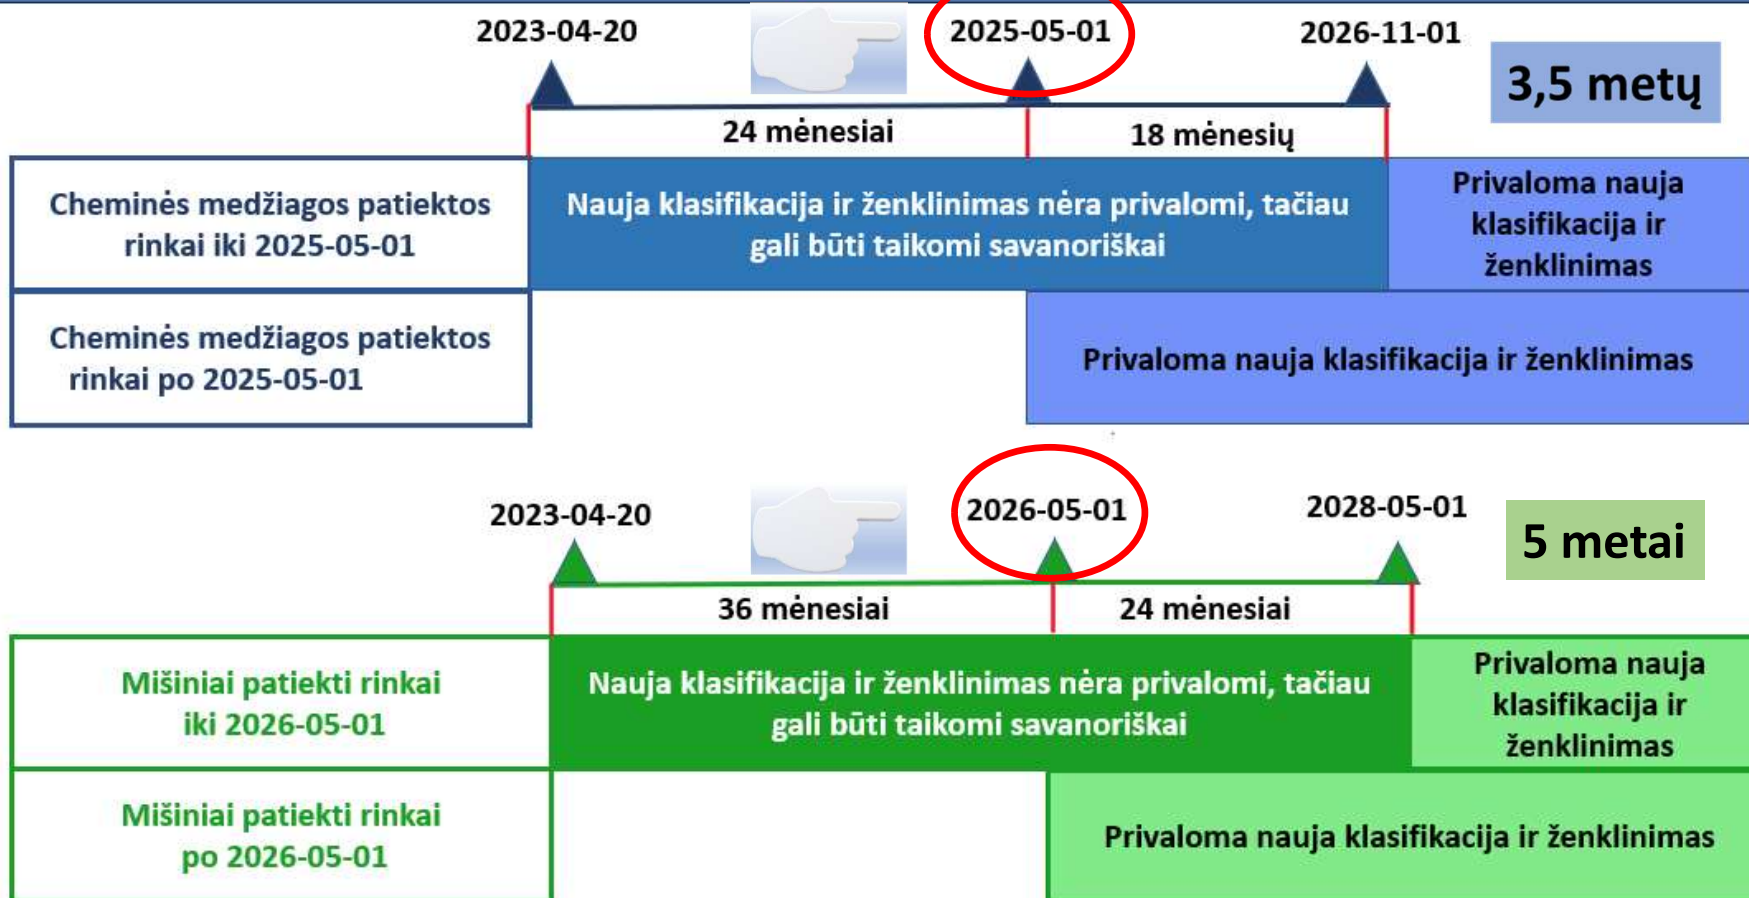 2023-04-20
2025-05-01
2026-11-01
3,5 metų
24 mėnesiai
18 mėnesių
Cheminės medžiagos patiektos
rinkai iki 2025-05-01
Nauja klasifikacija ir ženklinimas nėra privalomi, tačiau
gali būti taikomi savanoriškai
Privaloma nauja
klasifikacija ir
ženklinimas
Cheminės medžiagos patiektos
rinkai po 2025-05-01
Privaloma nauja klasifikacija ir ženklinimas
2023-04-20
2026-05-01
2028-05-01
5 metai
36 mėnesiai
24 mėnesiai
Mišiniai patiekti rinkai
iki 2026-05-01
Nauja klasifikacija ir ženklinimas nėra privalomi, tačiau
gali būti taikomi savanoriškai
Privaloma nauja
klasifikacija ir
ženklinimas
Mišiniai patiekti rinkai
po 2026-05-01
Privaloma nauja klasifikacija ir ženklinimas